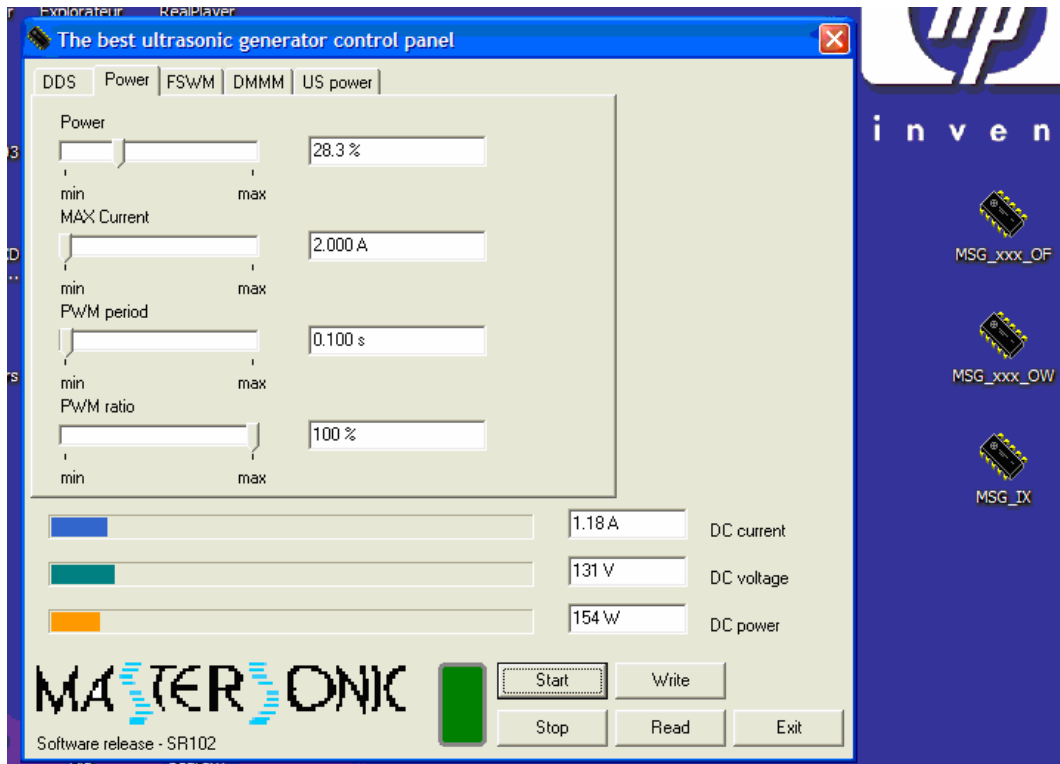 Explorateur RealPlayer
The best ultrasonic generator control panel
DDS Power FSWM DMMM US power
Power
28.3 %
min max
MAX Current
2.000 A
min max
PWM period
0.100 s
min max
PWM ratio
100 %
min max
1.18 A DC current
131 V DC voltage
154 W DC power
MASTERSONIC
Start Write
Stop Read Exit
Software release - SR102
hp
inven
MSG_xxx_OF
MSG_xxx_OW
MSG_IX